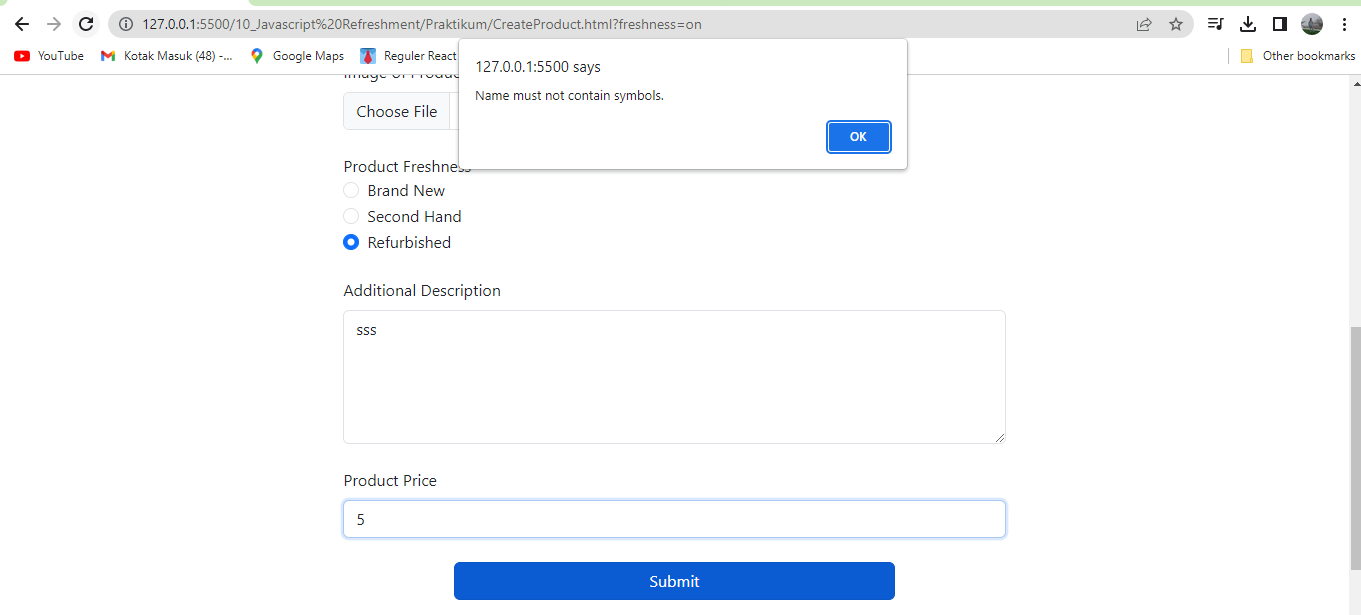 127.0.0.1:5500/10_Javascript%20Refreshment/Praktikum/CreateProduct.html?freshness=on
YouTube
Kotak Masuk (48) -...
Google Maps
Reguler React
Other bookmarks
127.0.0.1:5500 says
Name must not contain symbols.
OK
Image of Produc
Choose File
Product Freshness
Brand New
Second Hand
Refurbished
Additional Description
sss
Product Price
5
Submit